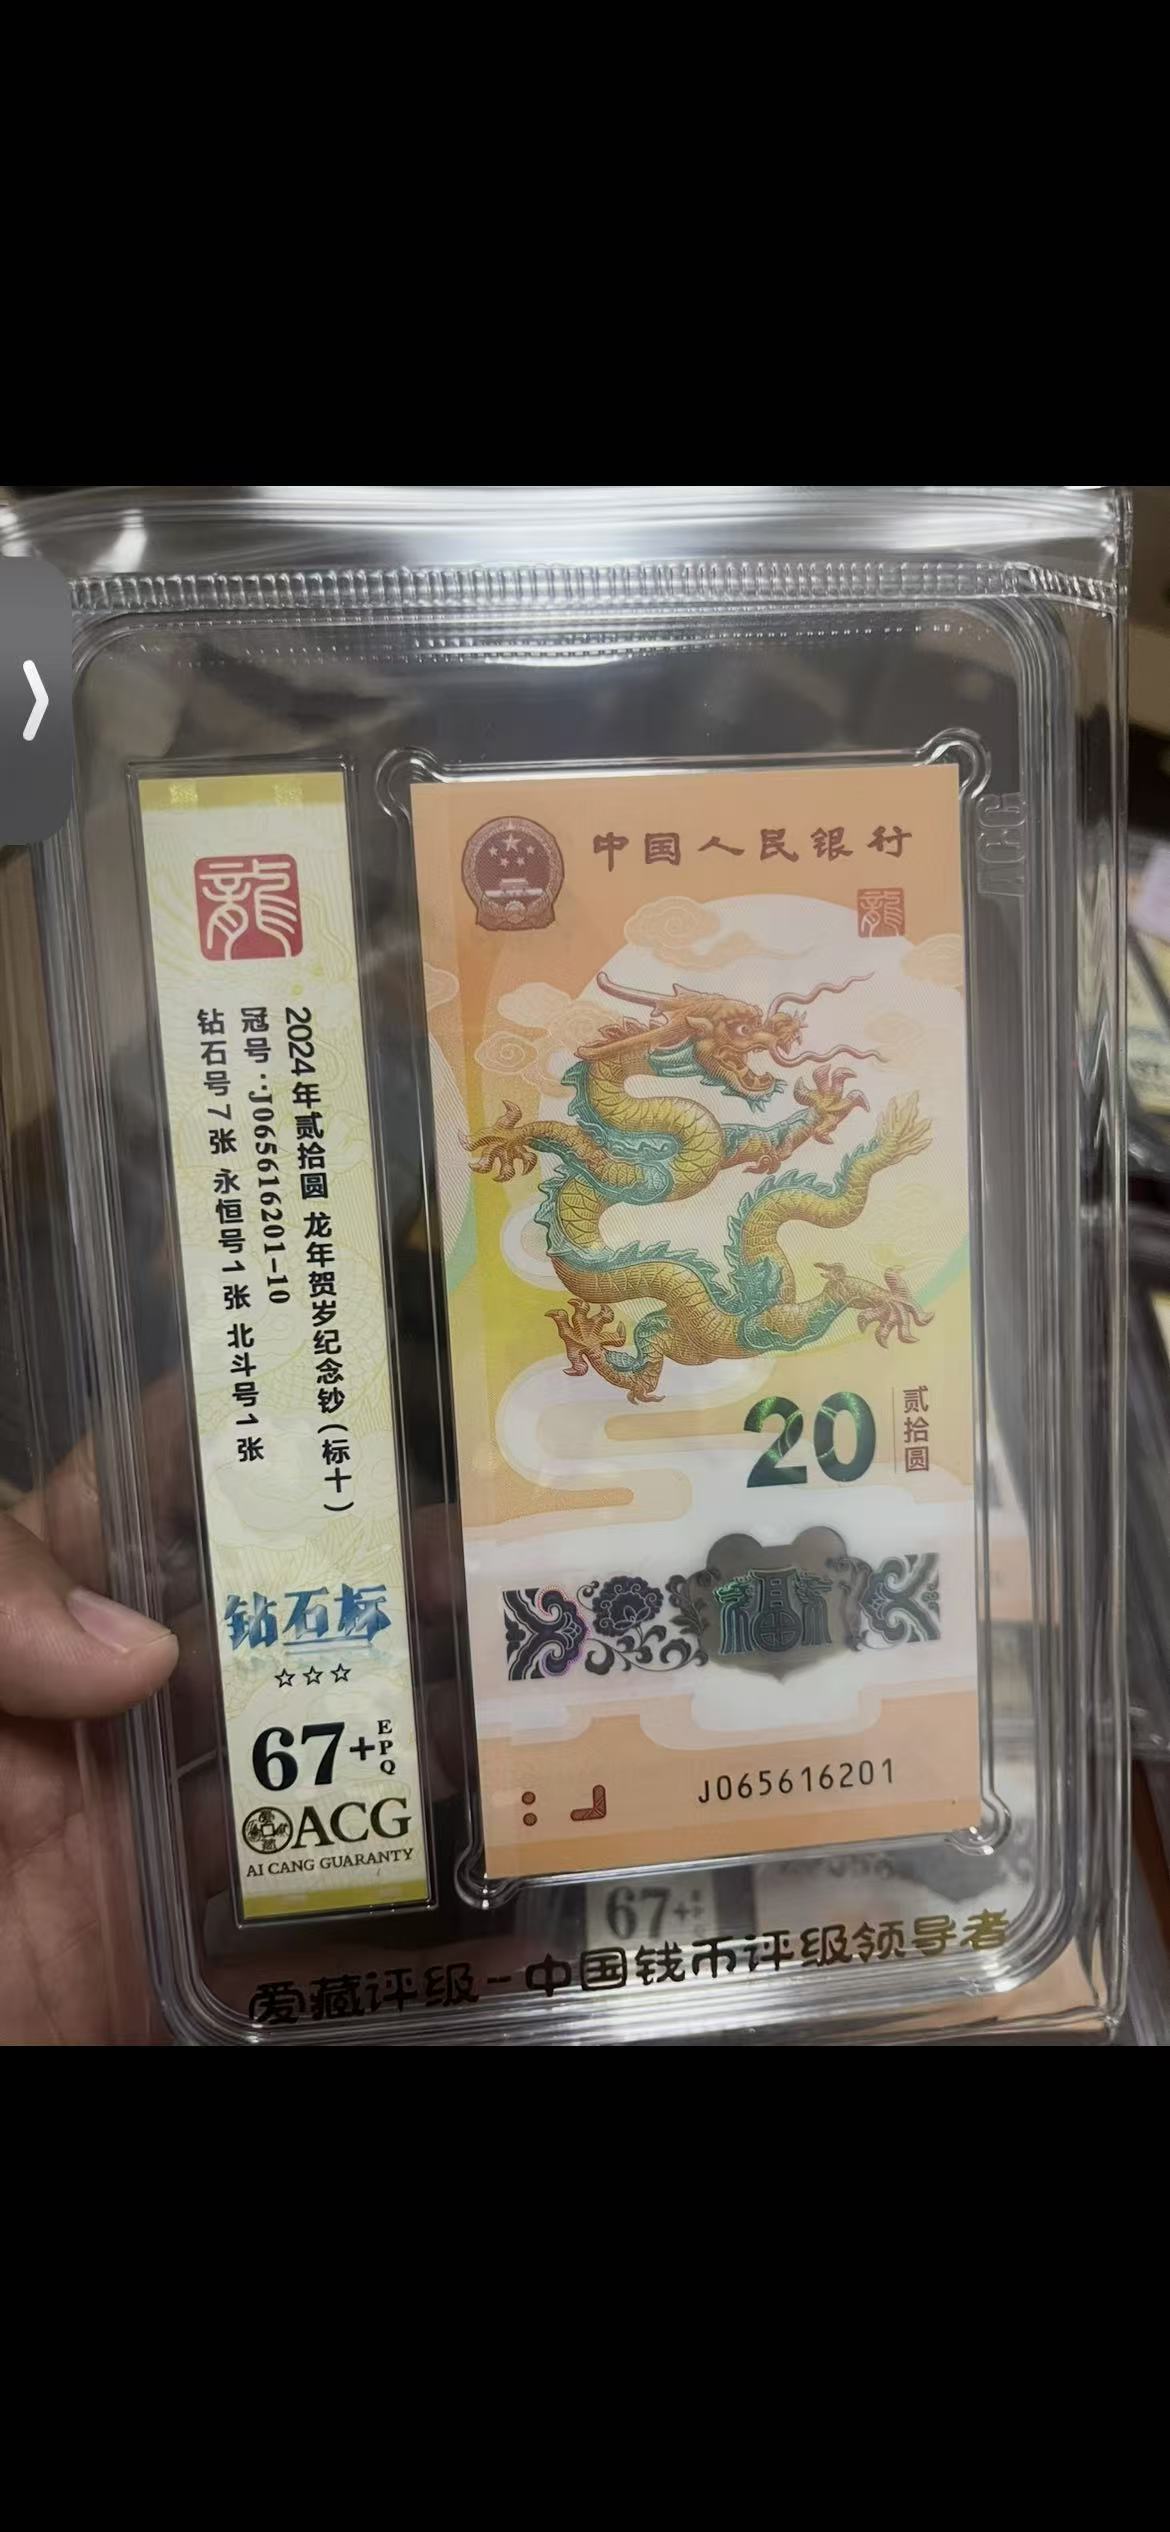 龍
2024年贰拾圆 龙年贺岁纪念钞(标十)
冠号:J065616201-10
钻石号7张 永恒号1张 北斗号1张
钻石标
☆☆☆
67+EPQ
ACG
AI CANG GUARANTY
中国人民银行
龍
20
贰拾圆
福
J065616201
ACG
67+
爱藏评级-中国钱币评级领导者